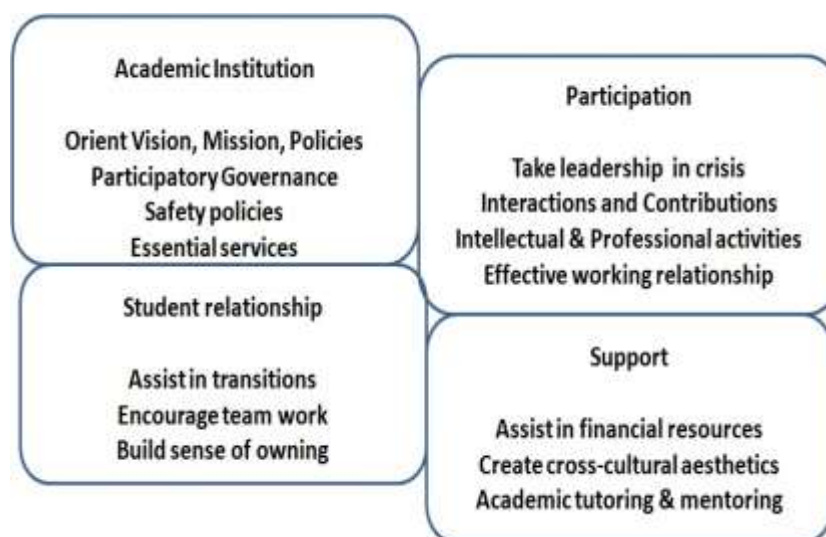 Academic Institution
Orient Vision, Mission, Policies
Participatory Governance
Safety policies
Essential services
Participation
Take leadership in crisis
Interactions and Contributions
Intellectual & Professional activities
Effective working relationship
Student relationship
Assist in transitions
Encourage team work
Build sense of owning
Support
Assist in financial resources
Create cross-cultural aesthetics
Academic tutoring & mentoring